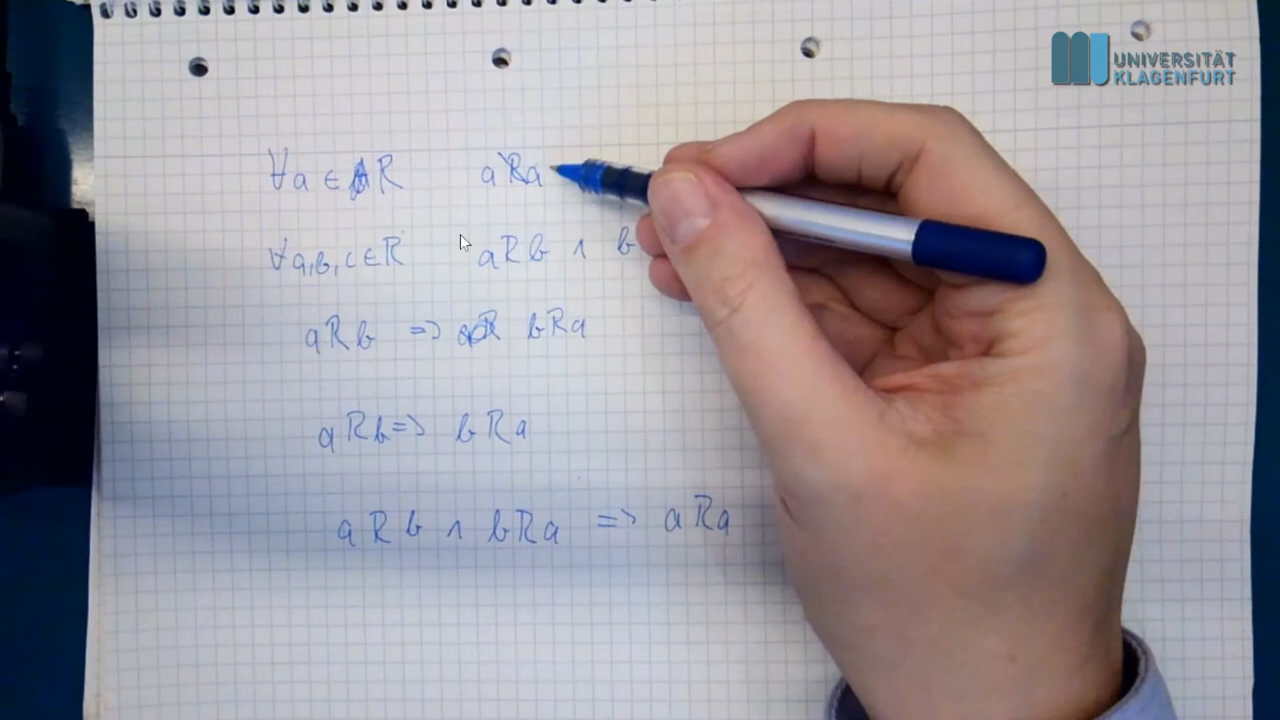 UNIVERSITÄT
KLAGENFURT
∀a ∈ R aRa
∀a,b,c ∈ R aRb ∧ b
aRb => bRa
aRb => bRa
aRb ∧ bRa => aRa